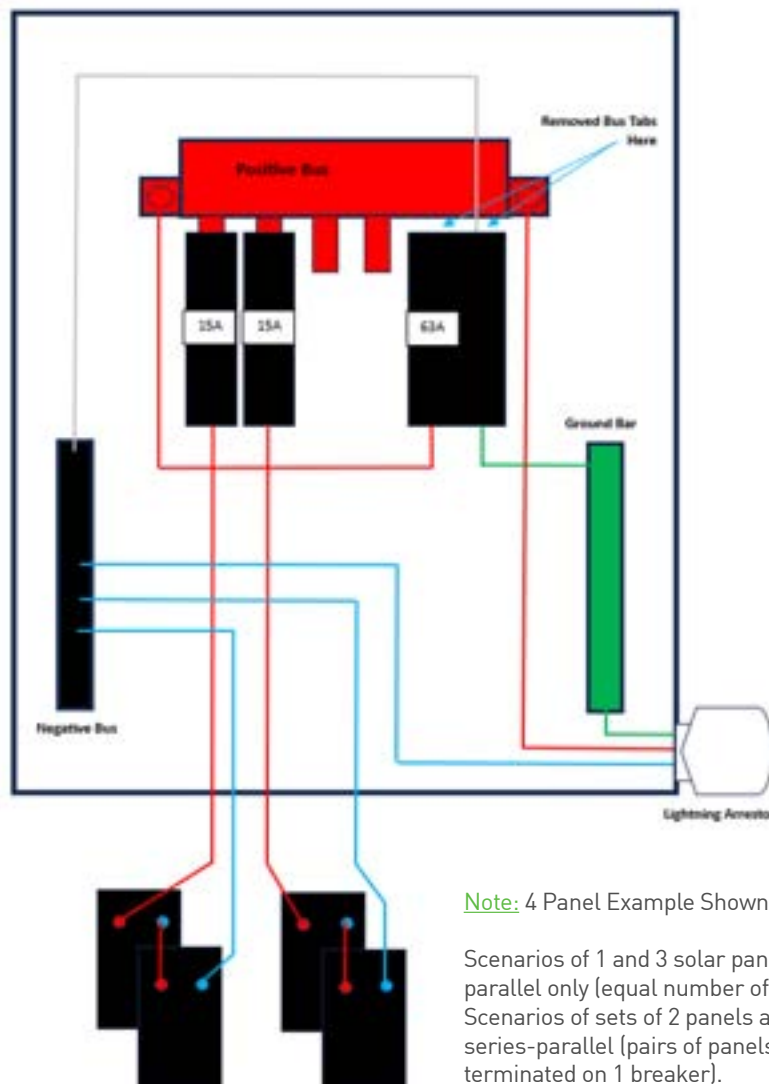 Removed Bus Tabs
Here
Positive Bus
15A
15A
63A
Ground Bar
Negative Bus
Lightning Arresto
Note: 4 Panel Example Shown
Scenarios of 1 and 3 solar pan
parallel only (equal number of
Scenarios of sets of 2 panels a
series-parallel (pairs of panels
terminated on 1 breaker).